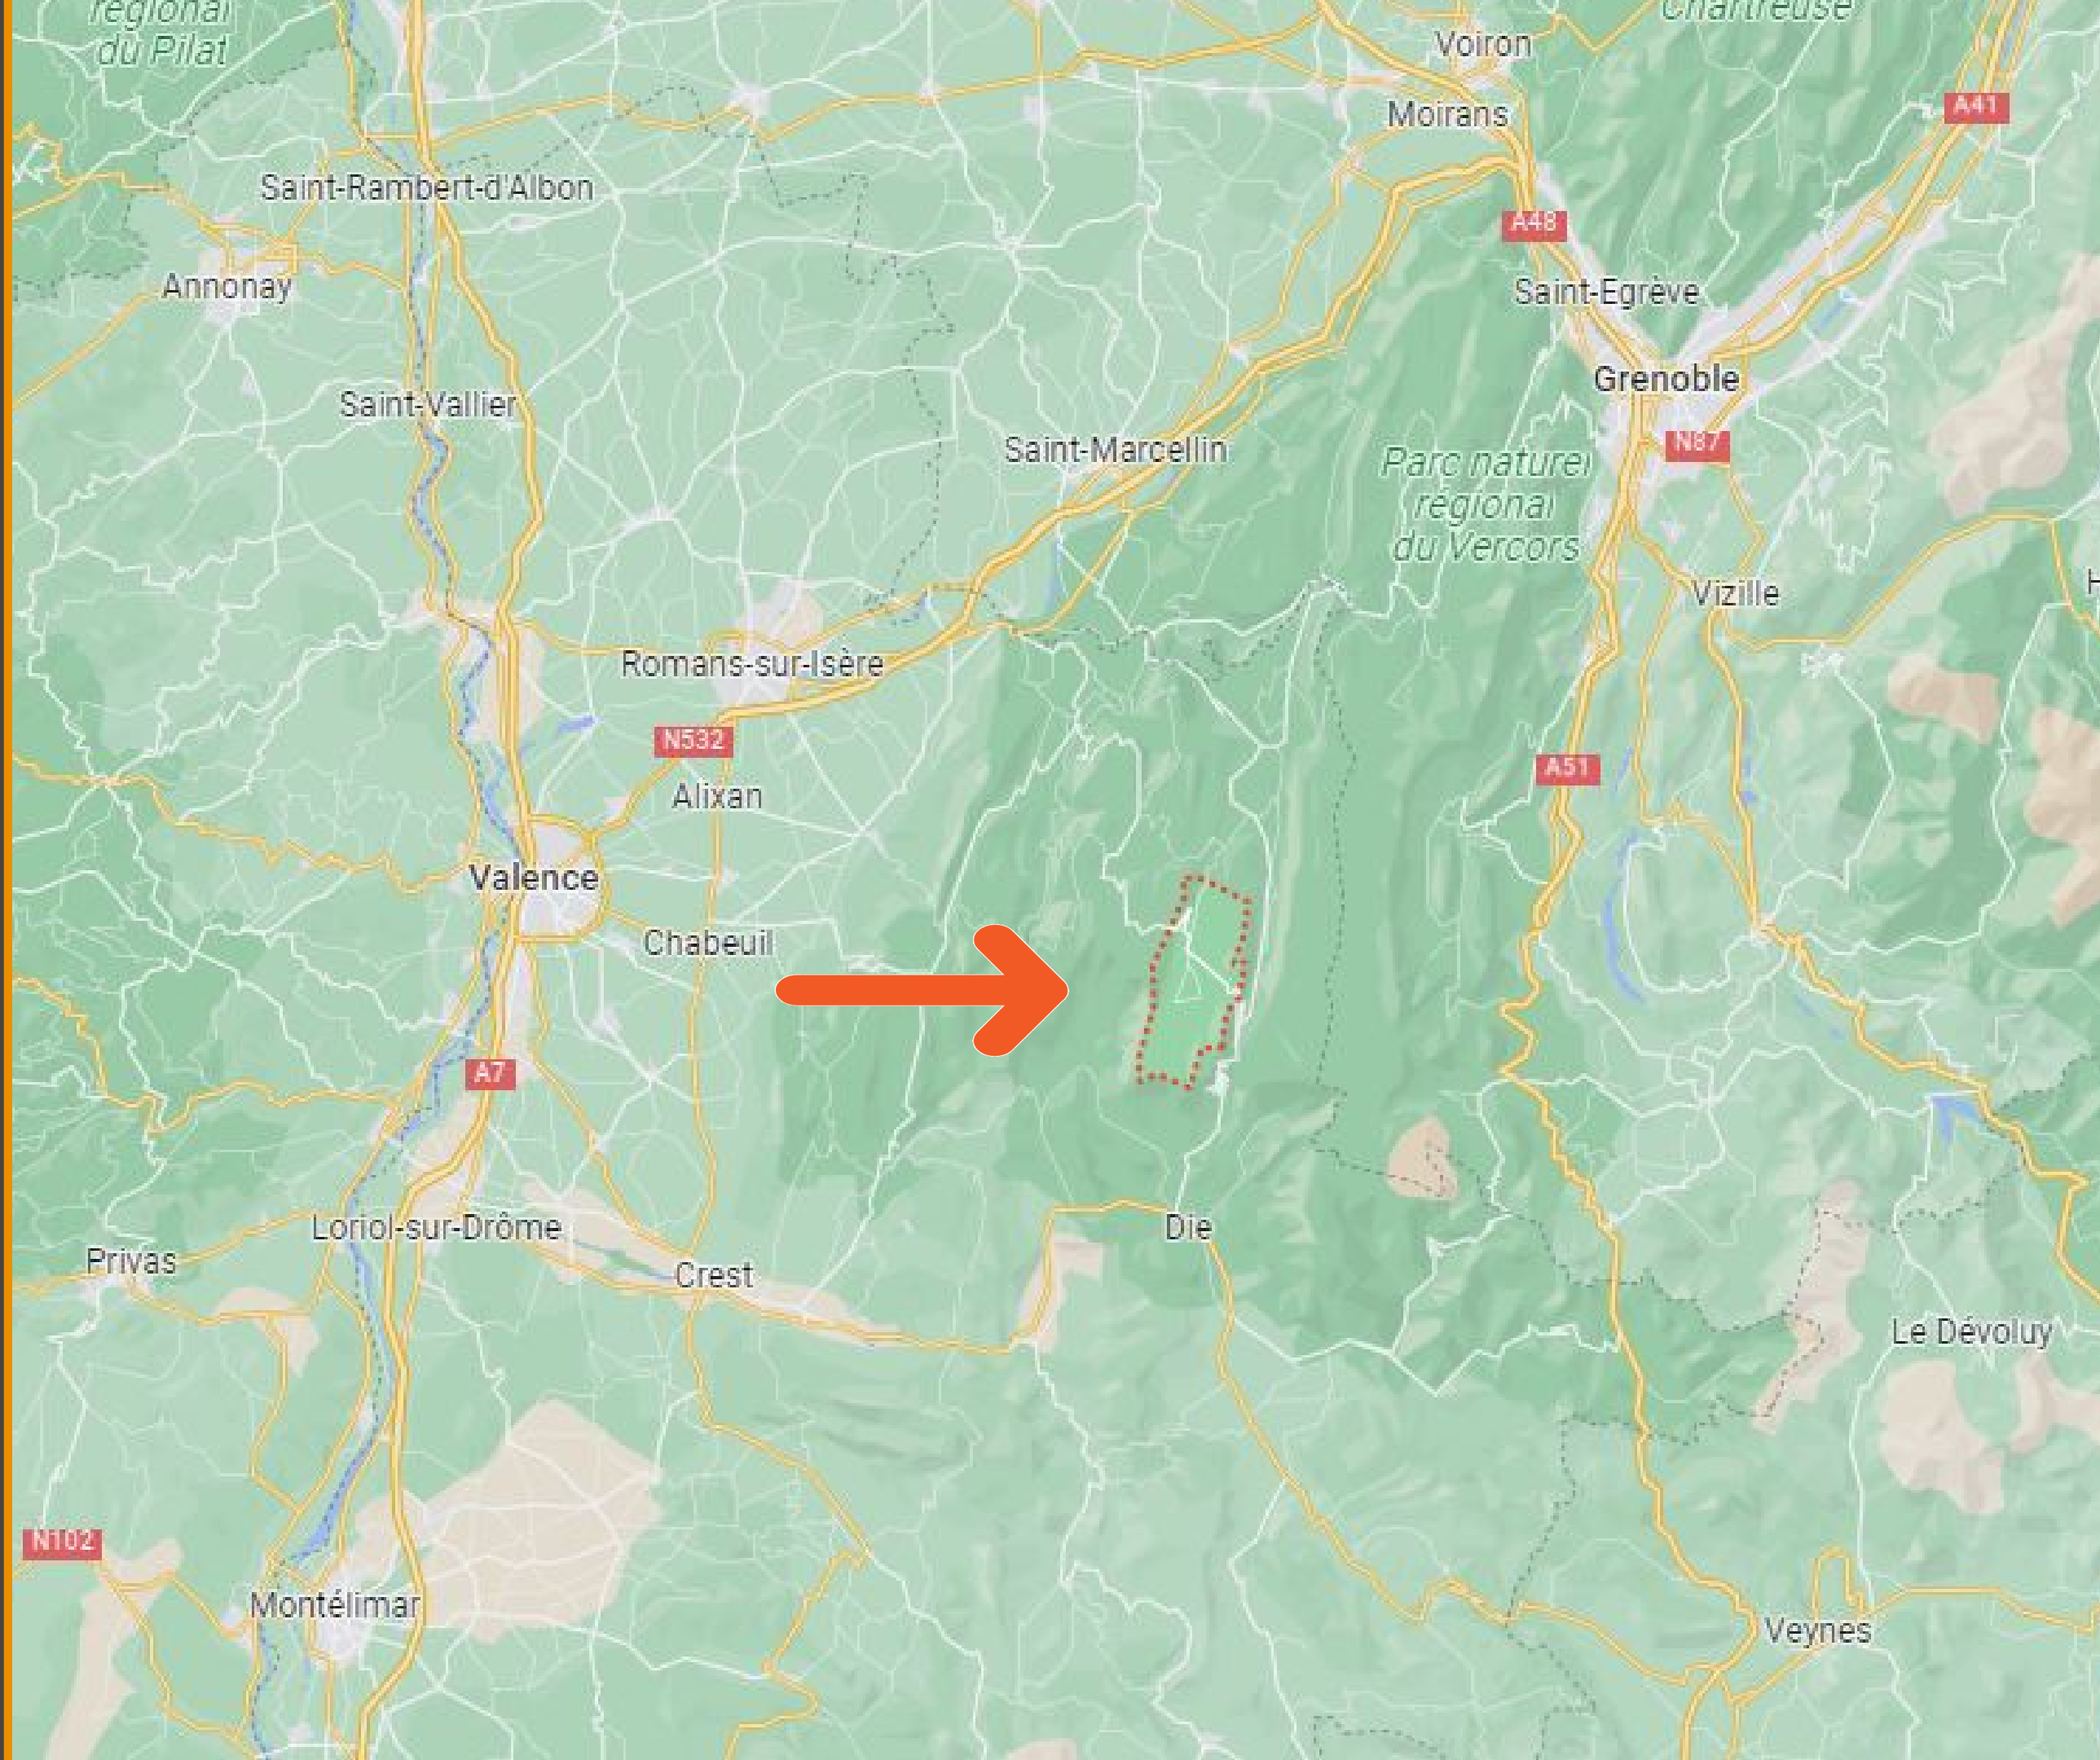 régional
du Pilat
Chartreuse
Voiron
Moirans
A41
Saint-Rambert-d'Albon
A48
Annonay
Saint-Egrève
Grenoble
Saint-Vallier
N87
Saint-Marcellin
Parc naturel
régional
du Vercors
Vizille
H
Romans-sur-Isère
N532
A51
Alixan
Valence
Chabeuil
A7
Loriol-sur-Drôme
Die
Privas
Crest
Le Dévoluy
N102
Montélimar
Veynes